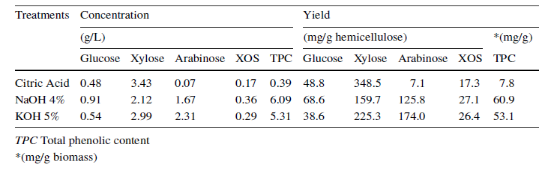 Treatments Concentration Yield
(g/L) (mg/g hemicellulose) *(mg/g)
Glucose Xylose Arabinose XOS TPC Glucose Xylose Arabinose XOS TPC
Citric Acid 0.48 3.43 0.07 0.17 0.39 48.8 348.5 7.1 17.3 7.8
NaOH 4% 0.91 2.12 1.67 0.36 6.09 68.6 159.7 125.8 27.1 60.9
KOH 5% 0.54 2.99 2.31 0.29 5.31 38.6 225.3 174.0 26.4 53.1
TPC Total phenolic content
*(mg/g biomass)